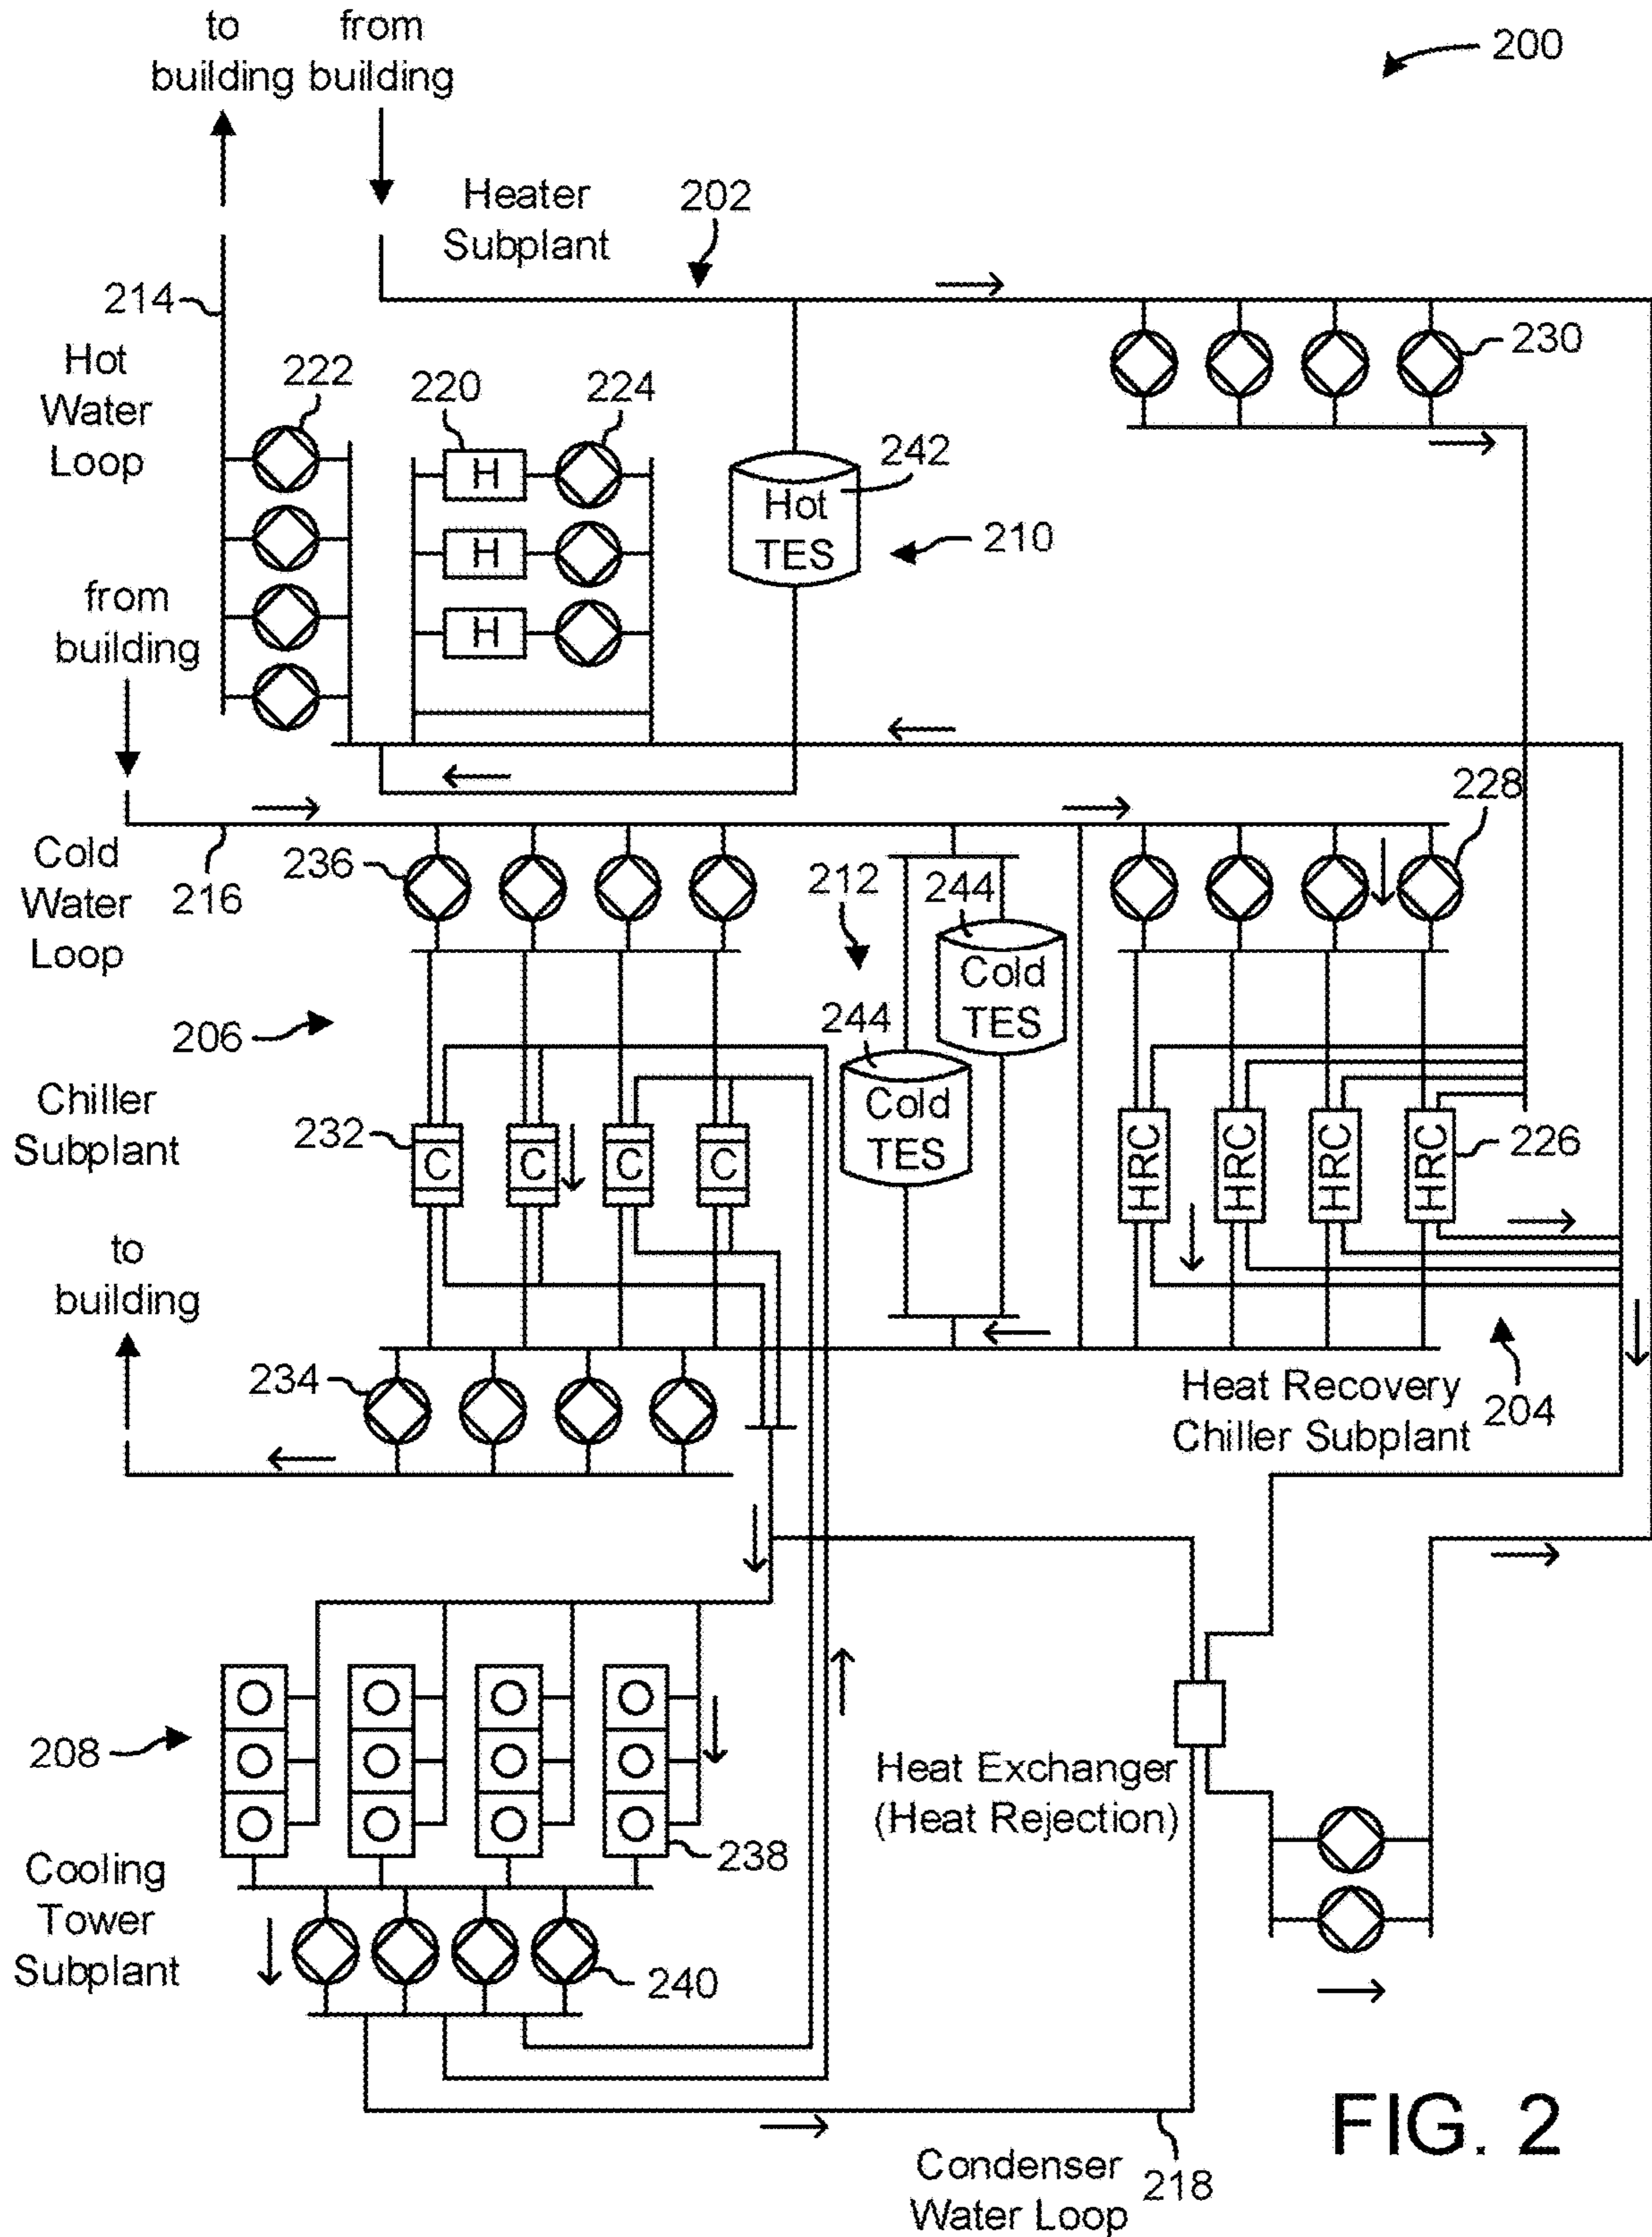 to from
building building
200
Heater
Subplant
202
214
Hot
Water
Loop
222
220
224
230
H
H
H
Hot
TES
242
210
from
building
228
Cold
Water
Loop
216
236
212
244
Cold
TES
244
Cold
TES
206
Chiller
Subplant
232
C
C
C
C
HRC
HRC
HRC
HRC
226
to
building
234
Heat Recovery
Chiller Subplant
204
208
Heat Exchanger
(Heat Rejection)
238
Cooling
Tower
Subplant
240
FIG. 2
Condenser
Water Loop
218